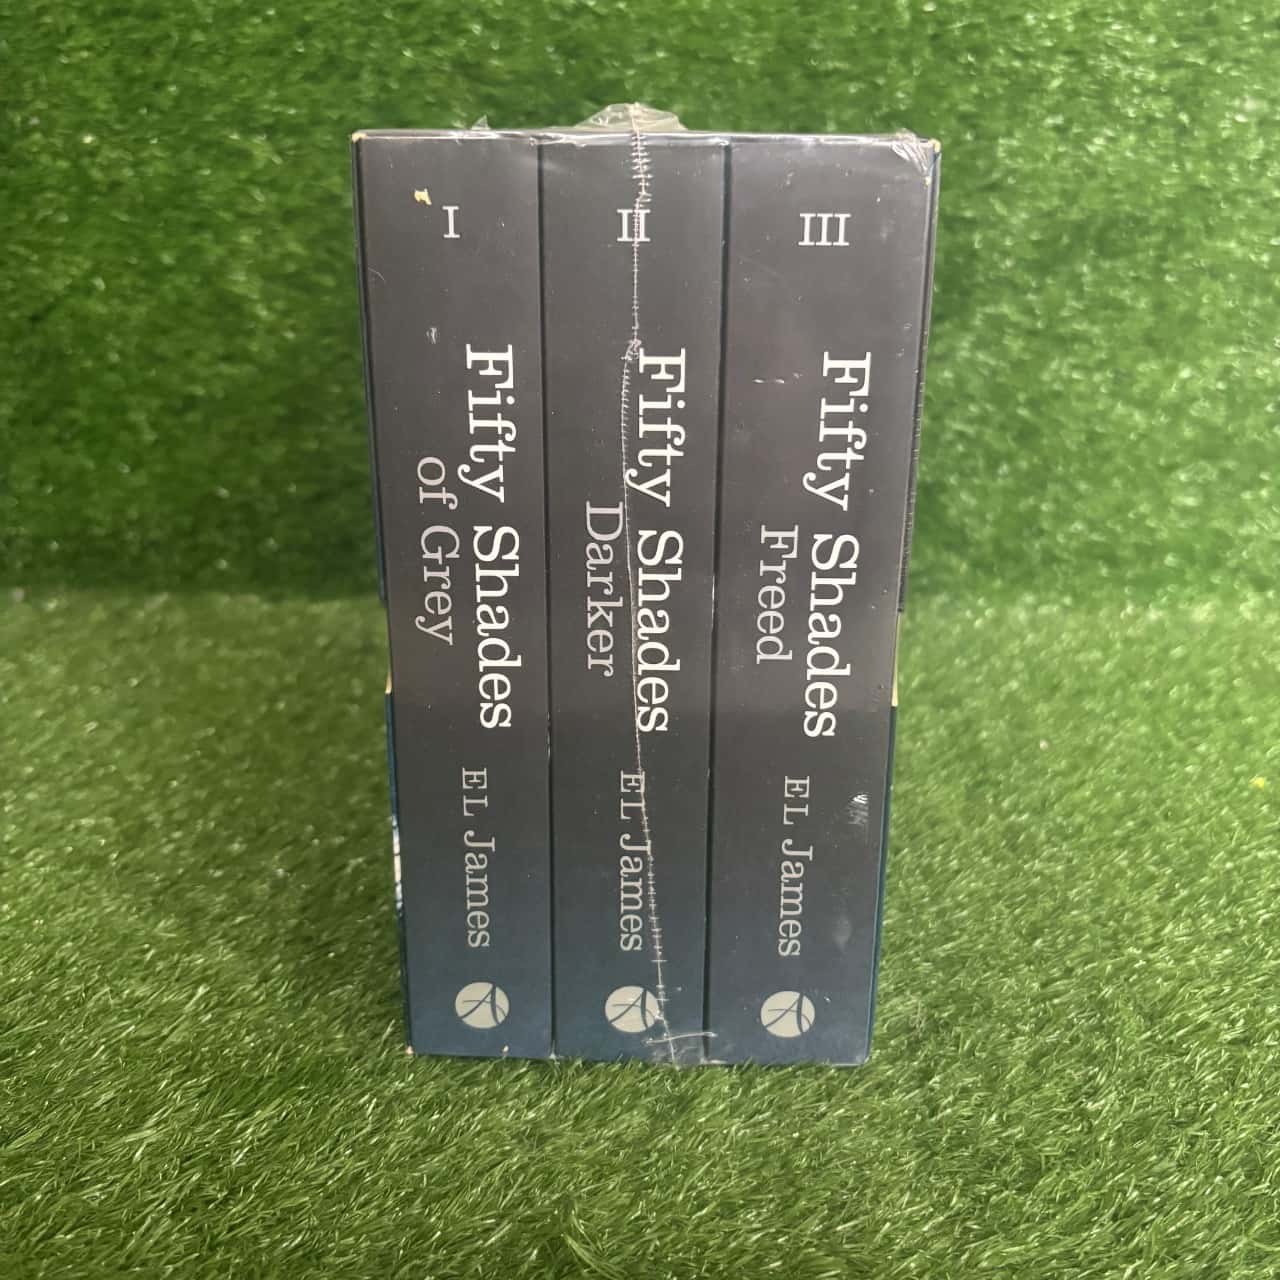 I
Fifty Shades
of Grey
EL James
II
Fifty Shades
Darker
EL James
III
Fifty Shades
Freed
EL James